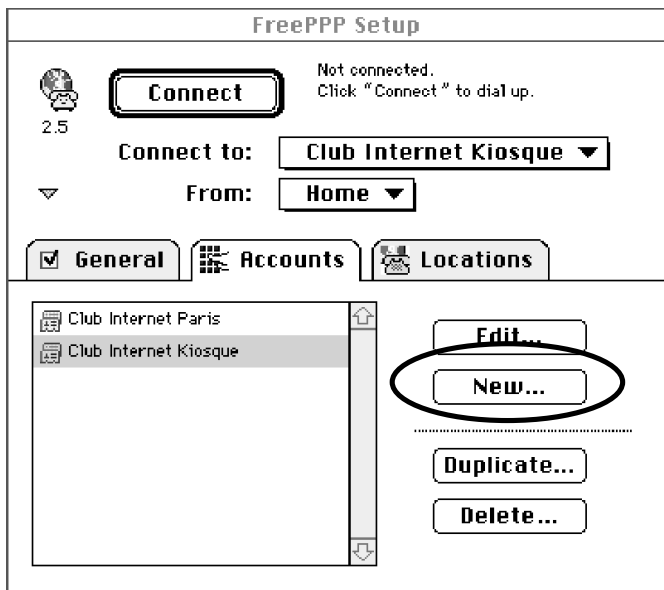 FreePPP Setup
Connect
Not connected.
Click "Connect" to dial up.
2.5
Connect to: Club Internet Kiosque
From: Home
General Accounts Locations
Club Internet Paris
Club Internet Kiosque
Edit...
New...
Duplicate...
Delete...